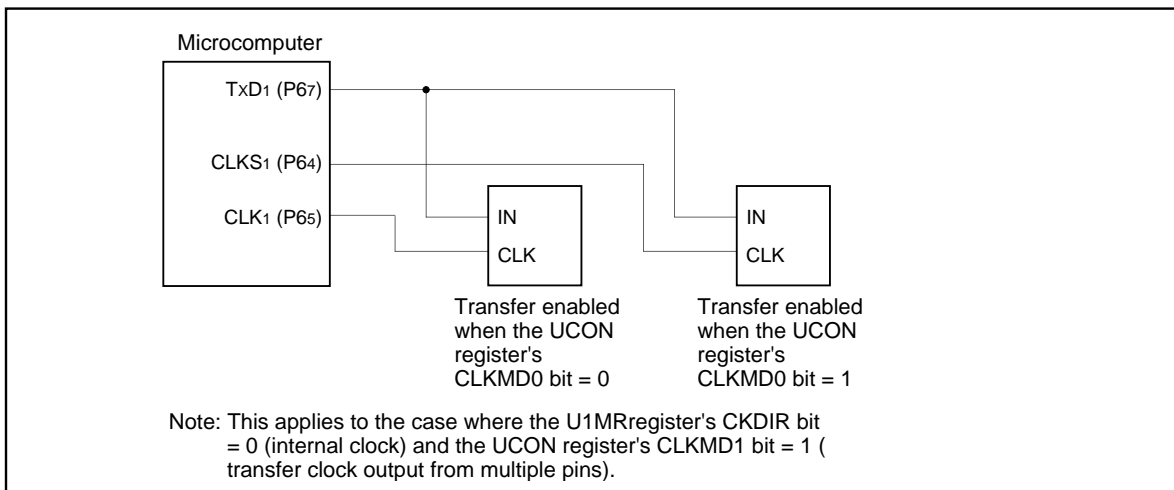 Microcomputer
TxD1 (P67)
CLKS1 (P64)
CLK1 (P65)
IN
CLK
IN
CLK
Transfer enabled
when the UCON
register's
CLKMD0 bit = 0
Transfer enabled
when the UCON
register's
CLKMD0 bit = 1
Note: This applies to the case where the U1MRregister's CKDIR bit
= 0 (internal clock) and the UCON register's CLKMD1 bit = 1 (
transfer clock output from multiple pins).